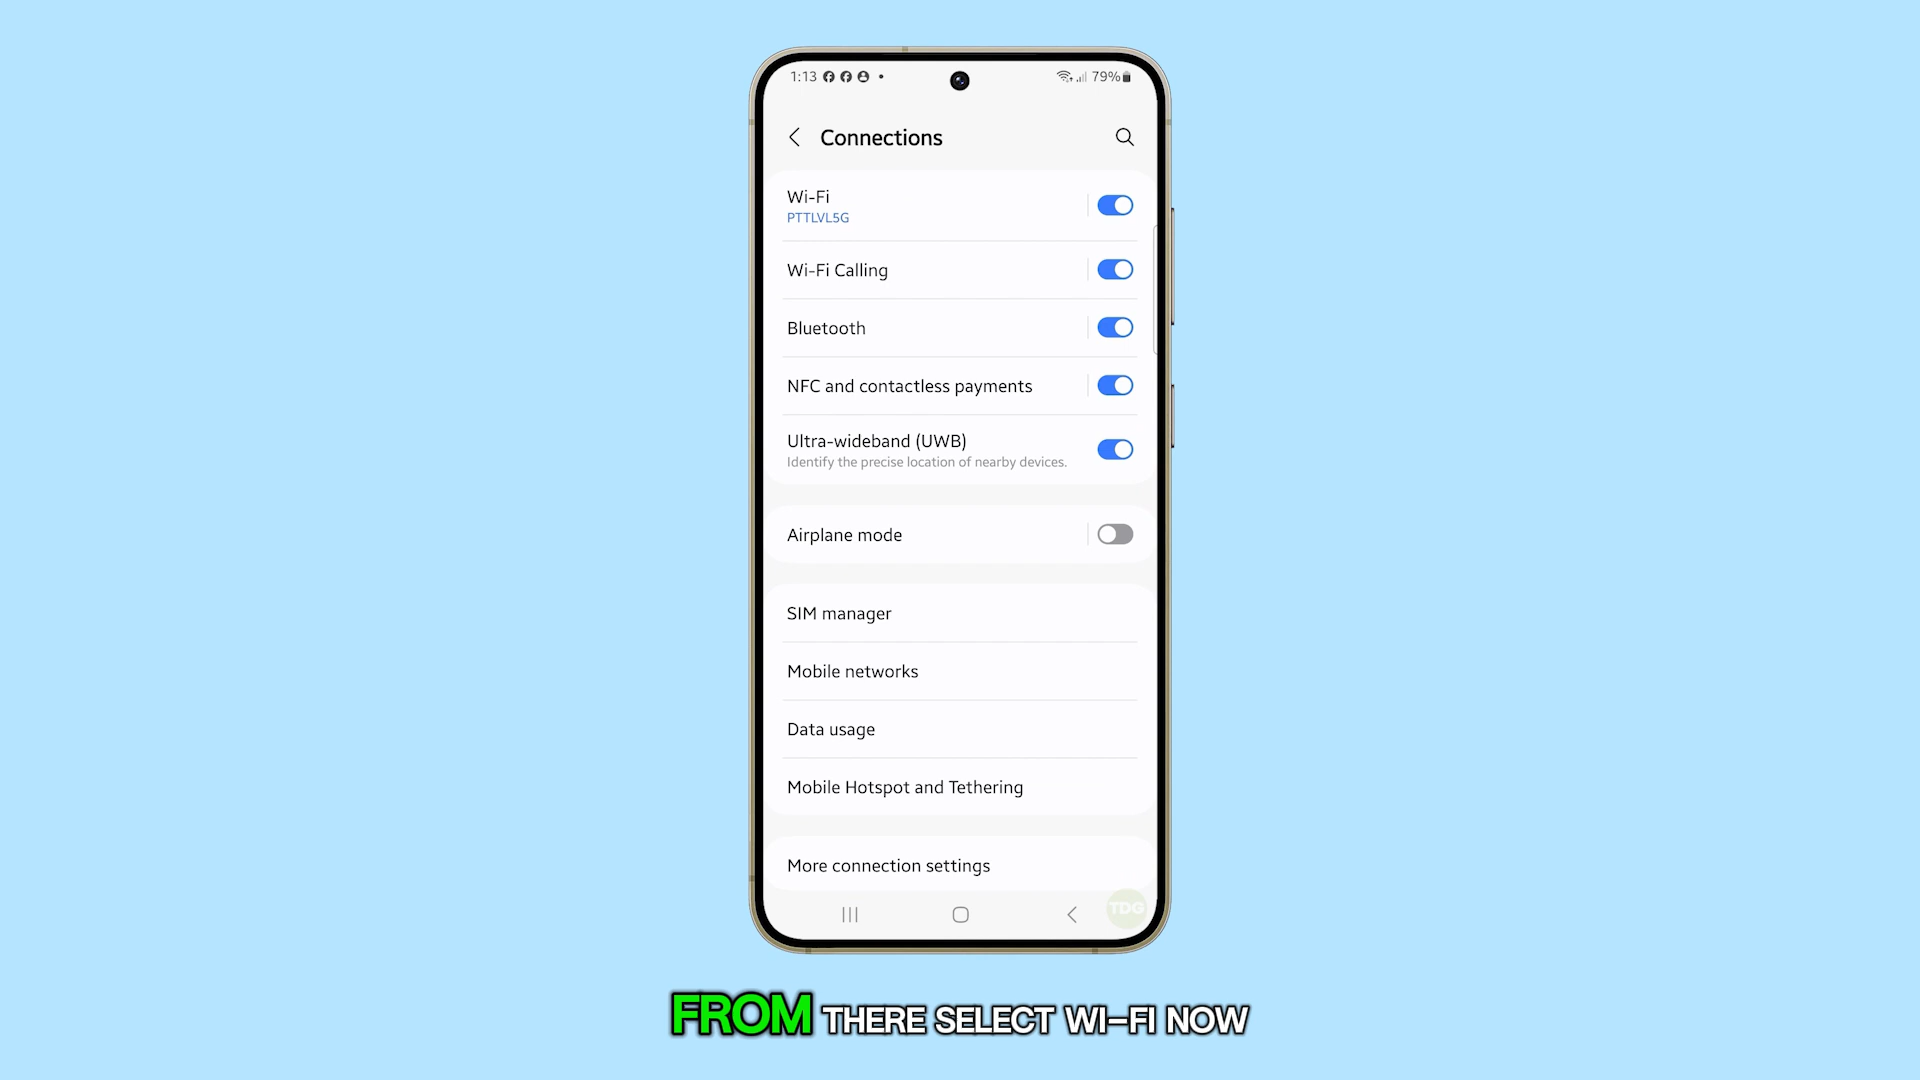 1:13
79%
Connections
Wi-Fi
PTTLVL5G
Wi-Fi Calling
Bluetooth
NFC and contactless payments
Ultra-wideband (UWB)
Identify the precise location of nearby devices.
Airplane mode
SIM manager
Mobile networks
Data usage
Mobile Hotspot and Tethering
More connection settings
TDG
FROM THERE SELECT WI-FI NOW